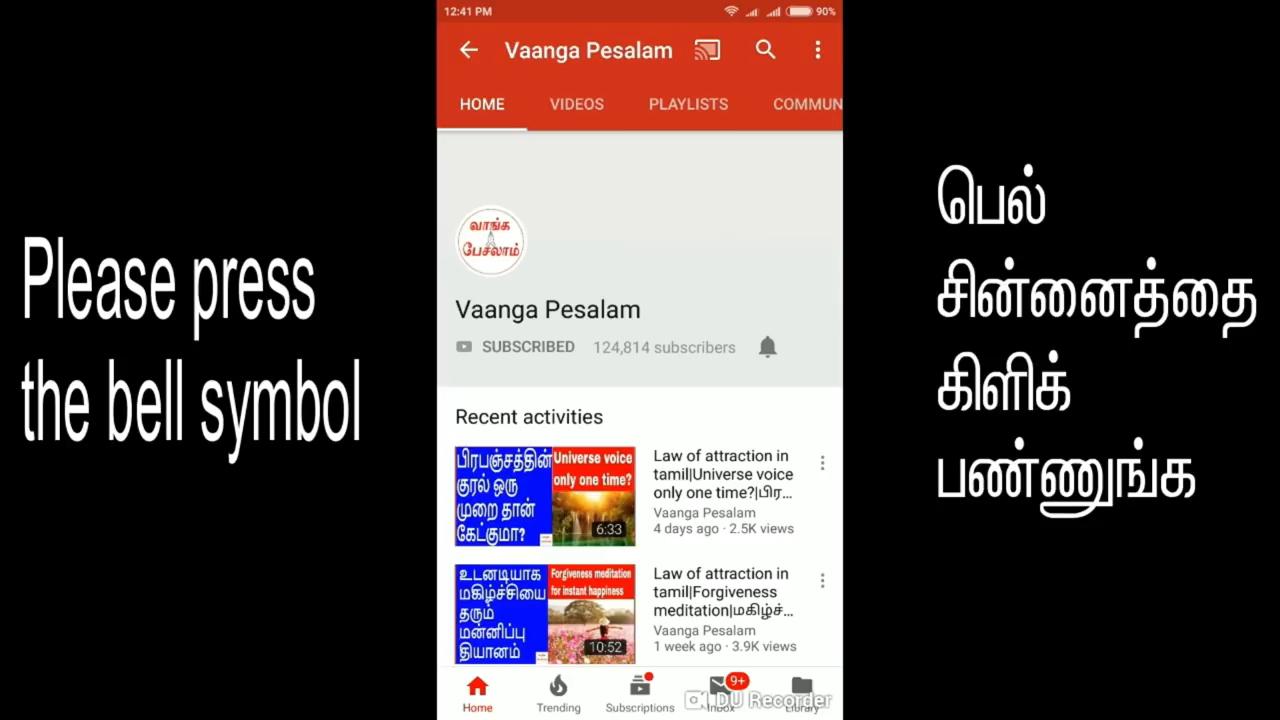 12:41 PM
90%
Vaanga Pesalam
HOME VIDEOS PLAYLISTS COMMUN
Please press
the bell symbol
வாங்க
பேசலாம்
Vaanga Pesalam
SUBSCRIBED 124,814 subscribers
Recent activities
பிரபஞ்சத்தின்
குரல் ஒரு
முறை தான்
கேட்குமா?
Universe voice
only one time?
6:33
Law of attraction in
tamil|Universe voice
only one time?|பிர...
Vaanga Pesalam
4 days ago · 2.5K views
உடனடியாக
மகிழ்ச்சியை
தரும்
மன்னிப்பு
தியானம்
Forgiveness meditation
for instant happiness
10:52
Law of attraction in
tamil|Forgiveness
meditation|மகிழ்ச்...
Vaanga Pesalam
1 week ago · 3.9K views
9+
Home Trending Subscriptions Inbox Library
DU Recorder
பெல்
சின்னைத்தை
கிளிக்
பண்ணுங்க